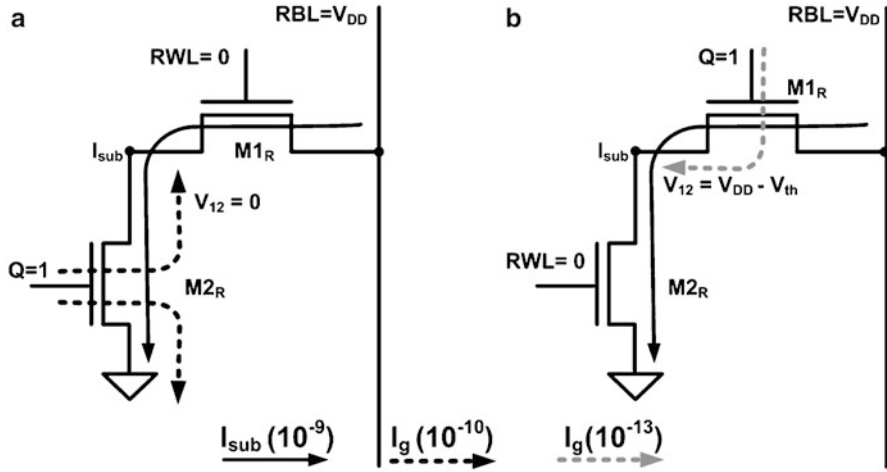 a
RBL=V_DD
RWL= 0
I_sub
M1_R
V_12 = 0
Q=1
M2_R
b
RBL=V_DD
Q=1
M1_R
I_sub
V_12 = V_DD - V_th
RWL= 0
M2_R
I_sub (10^-9)
I_g (10^-10)
I_g(10^-13)